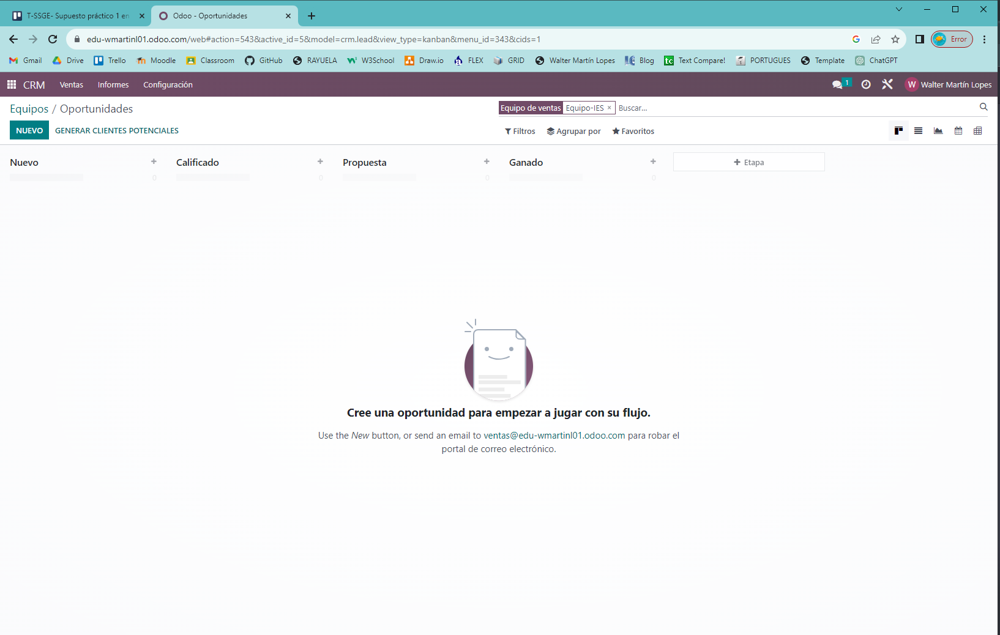 T-SSGE- Supuesto práctico 1 en
Odoo - Oportunidades
edu-wmartinl01.odoo.com/web#action=543&active_id=5&model=crm.lead&view_type=kanban&menu_id=343&cids=1
Error
Gmail Drive Trello Moodle Classroom GitHub RAYUELA W3School Draw.io FLEX GRID Walter Martín Lopes Blog Text Compare! PORTUGUES Template ChatGPT
CRM Ventas Informes Configuración 1 W Walter Martín Lopes
Equipos / Oportunidades
Equipo de ventas Equipo-IES × Buscar...
NUEVO GENERAR CLIENTES POTENCIALES
Filtros Agrupar por Favoritos
Nuevo + Calificado + Propuesta + Ganado + + Etapa
0 0 0 0
Cree una oportunidad para empezar a jugar con su flujo.
Use the New button, or send an email to ventas@edu-wmartinl01.odoo.com para robar el
portal de correo electrónico.